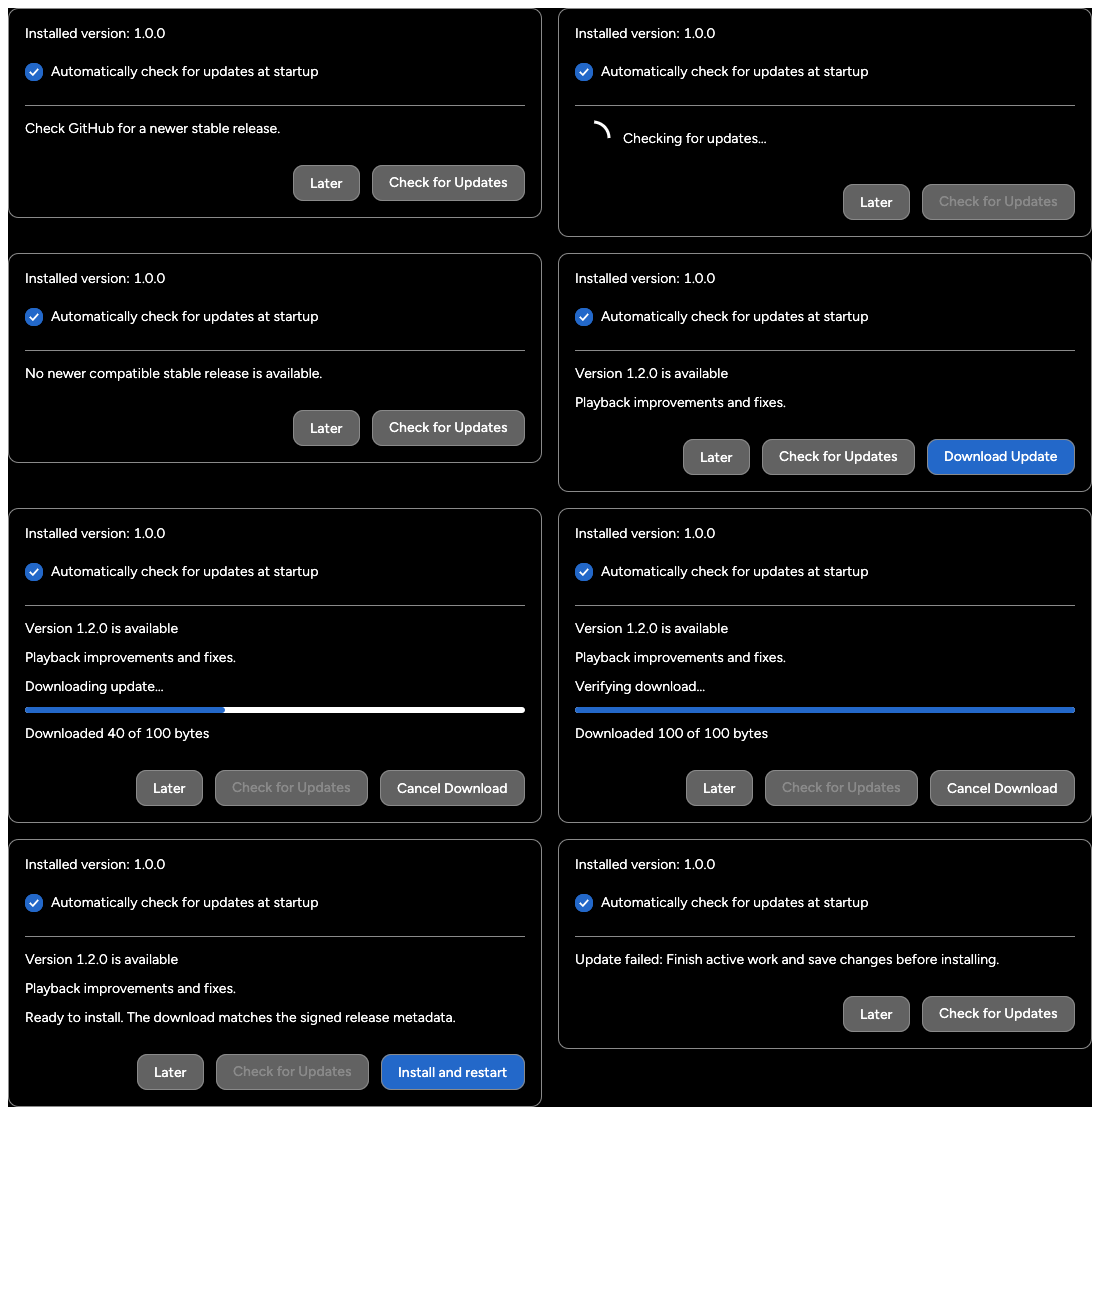 Installed version: 1.0.0
Automatically check for updates at startup
Check GitHub for a newer stable release.
Later
Check for Updates
Installed version: 1.0.0
Automatically check for updates at startup
Checking for updates...
Later
Check for Updates
Installed version: 1.0.0
Automatically check for updates at startup
No newer compatible stable release is available.
Later
Check for Updates
Installed version: 1.0.0
Automatically check for updates at startup
Version 1.2.0 is available
Playback improvements and fixes.
Later
Check for Updates
Download Update
Installed version: 1.0.0
Automatically check for updates at startup
Version 1.2.0 is available
Playback improvements and fixes.
Downloading update...
Downloaded 40 of 100 bytes
Later
Check for Updates
Cancel Download
Installed version: 1.0.0
Automatically check for updates at startup
Version 1.2.0 is available
Playback improvements and fixes.
Verifying download...
Downloaded 100 of 100 bytes
Later
Check for Updates
Cancel Download
Installed version: 1.0.0
Automatically check for updates at startup
Version 1.2.0 is available
Playback improvements and fixes.
Ready to install. The download matches the signed release metadata.
Later
Check for Updates
Install and restart
Installed version: 1.0.0
Automatically check for updates at startup
Update failed: Finish active work and save changes before installing.
Later
Check for Updates